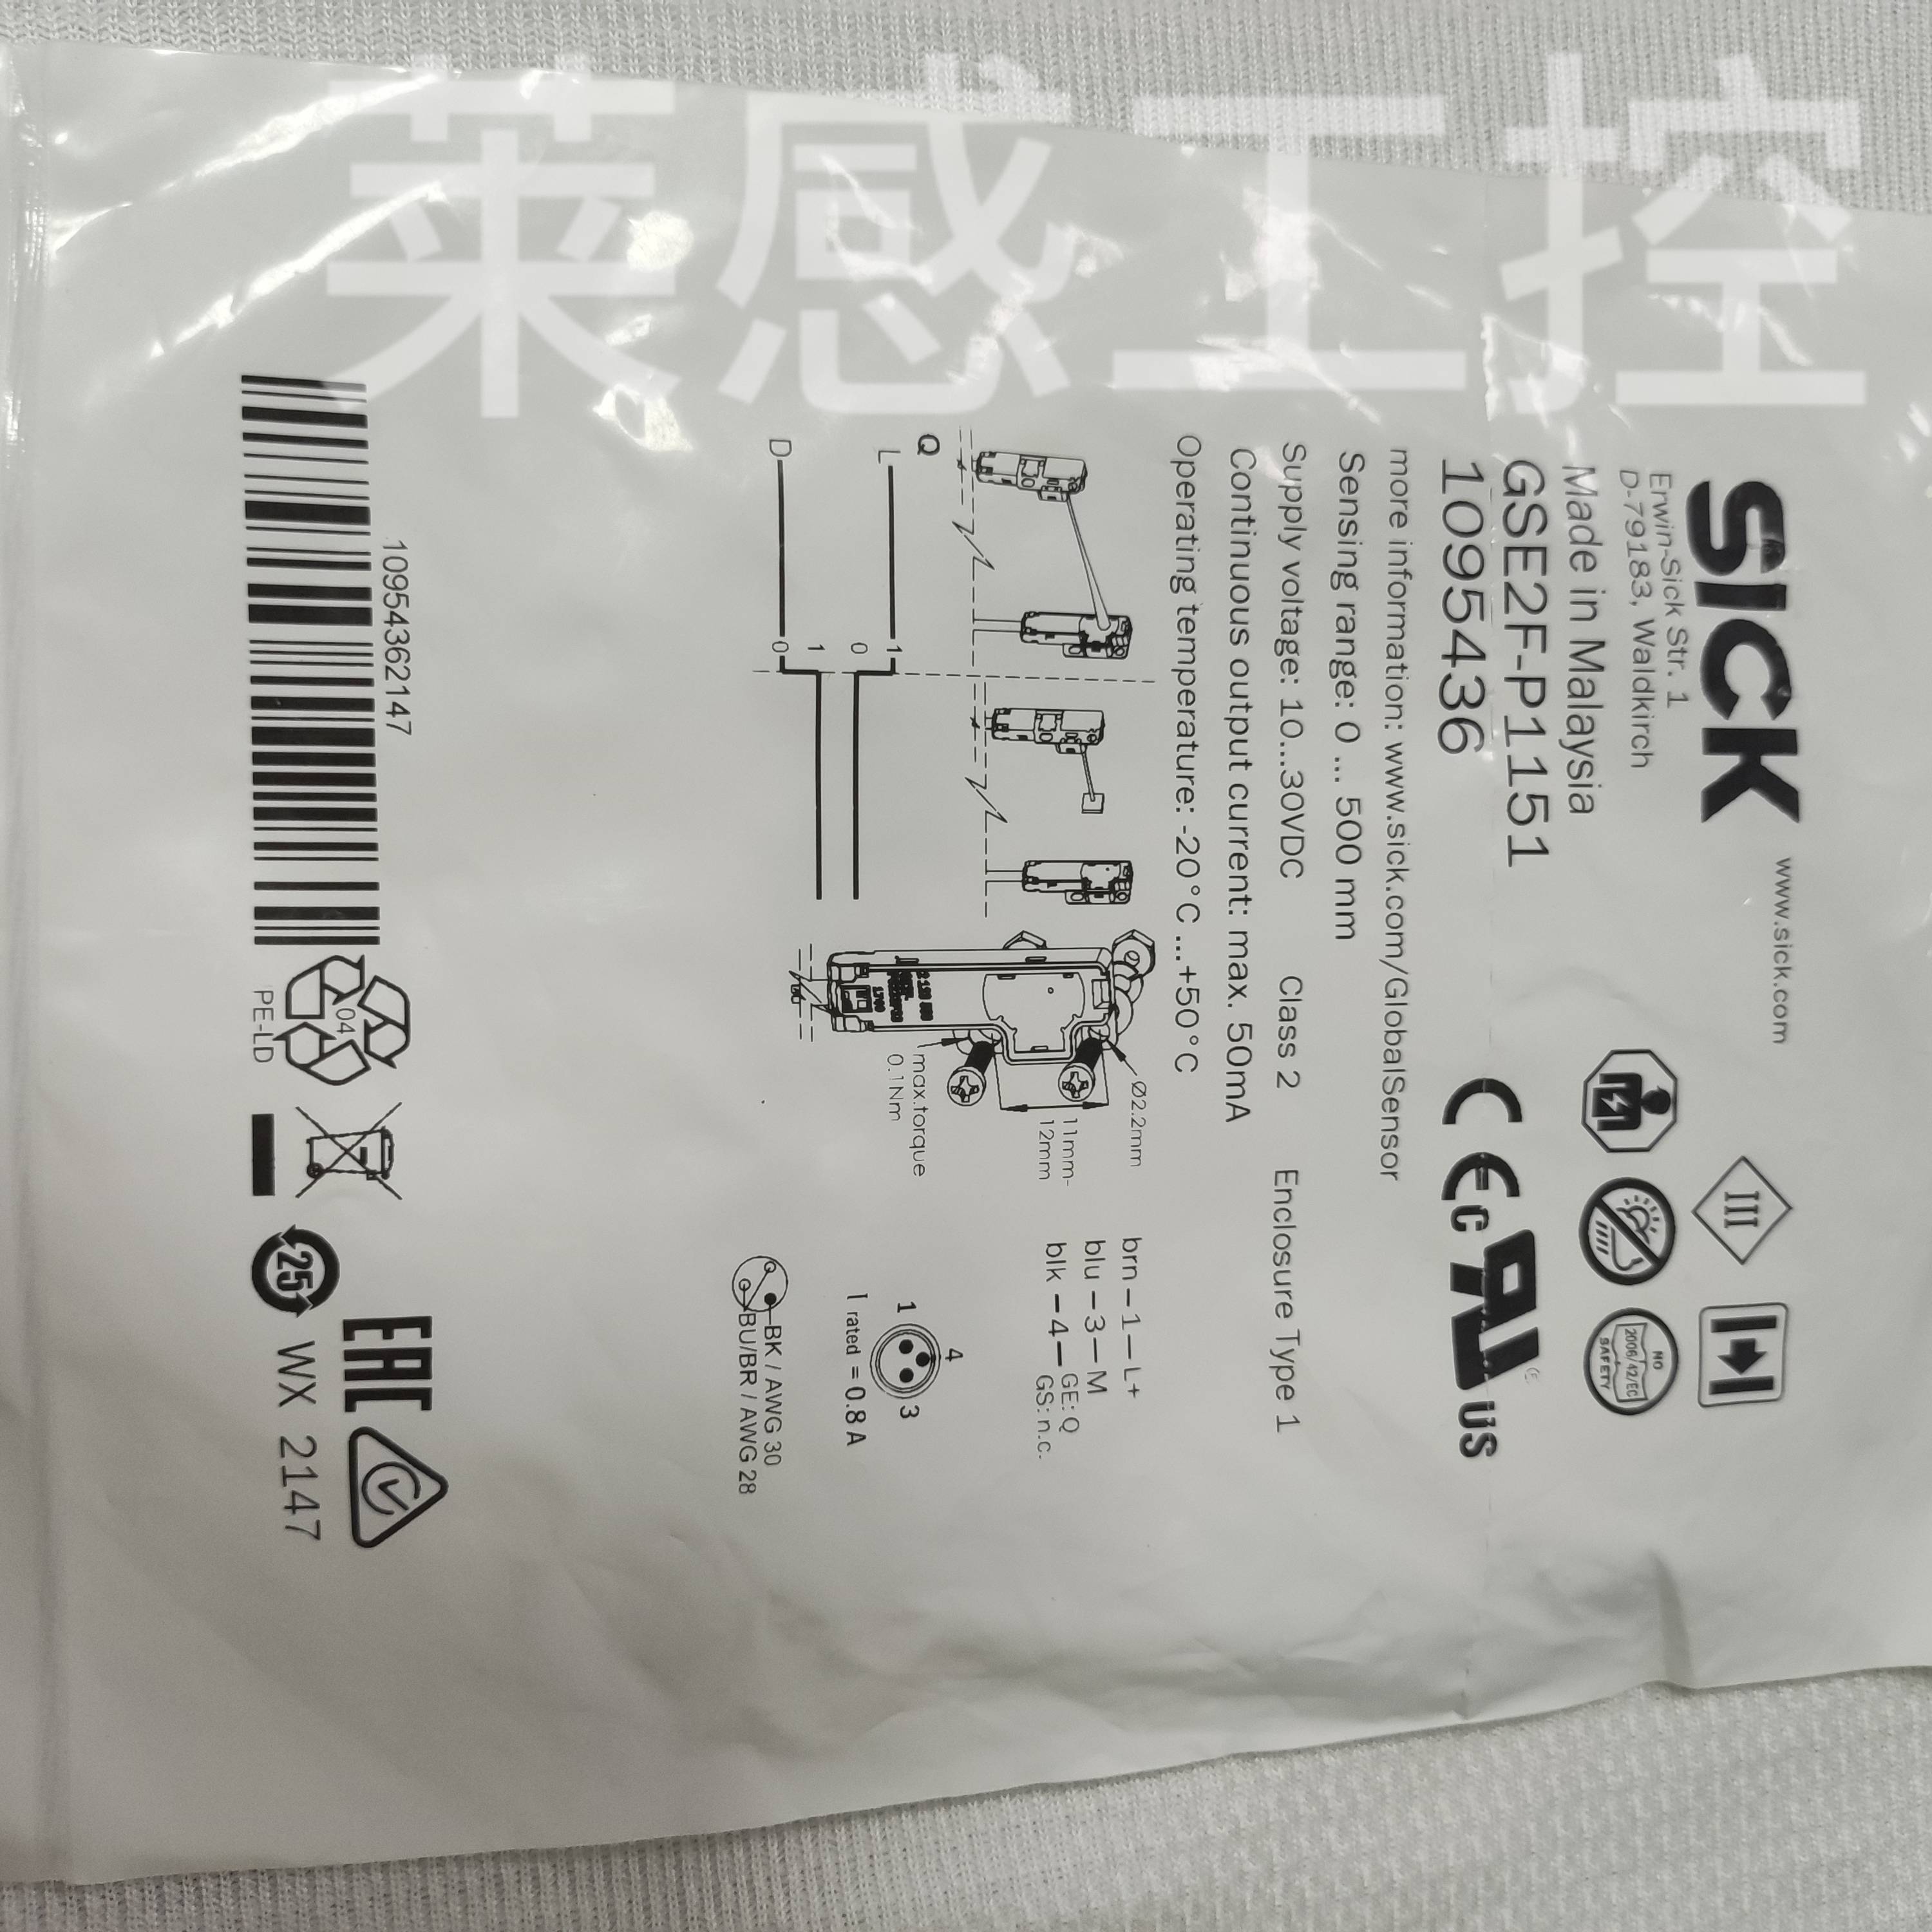 莱感工控
SICK
www.sick.com
Erwin-Sick Str. 1
D-79183, Waldkirch
Made in Malaysia
GSE2F-P1151
1095436
III
NO
2006/42/EC
SAFETY
CE
c
US
more information: www.sick.com/GlobalSensor
Sensing range: 0 ... 500 mm
Supply voltage: 10...30VDC Class 2 Enclosure Type 1
Continuous output current: max. 50mA
Operating temperature: -20°C ...+50°C
Q
L
1
0
D
1
0
Ø2.2mm
11mm-
12mm
max.torque
0.1Nm
brn – 1 – L+
blu – 3 – M
blk – 4 – GE: Q
GS: n.c.
4
1
3
I rated = 0.8 A
BK / AWG 30
BU/BR / AWG 28
10954362147
04
PE-LD
EAC
25
WX 2147